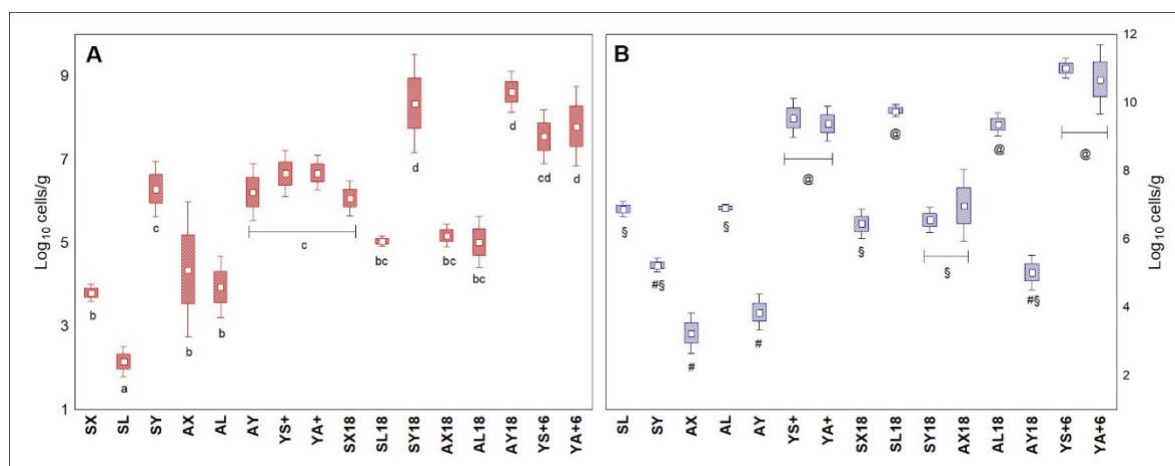 A
B
Log10 cells/g
9
7
5
3
1
b
a
c
b
b
c
bc
d
bc
bc
d
cd
d
SX
SL
SY
AX
AL
AY
YS+
YA+
SX18
SL18
SY18
AX18
AL18
AY18
YS+6
YA+6
§
#§
#
§
#
@
§
@
§
@
#§
@
SL
SY
AX
AL
AY
YS+
YA+
SX18
SL18
SY18
AX18
AL18
AY18
YS+6
YA+6
12
10
8
6
4
2
Log10 cells/g